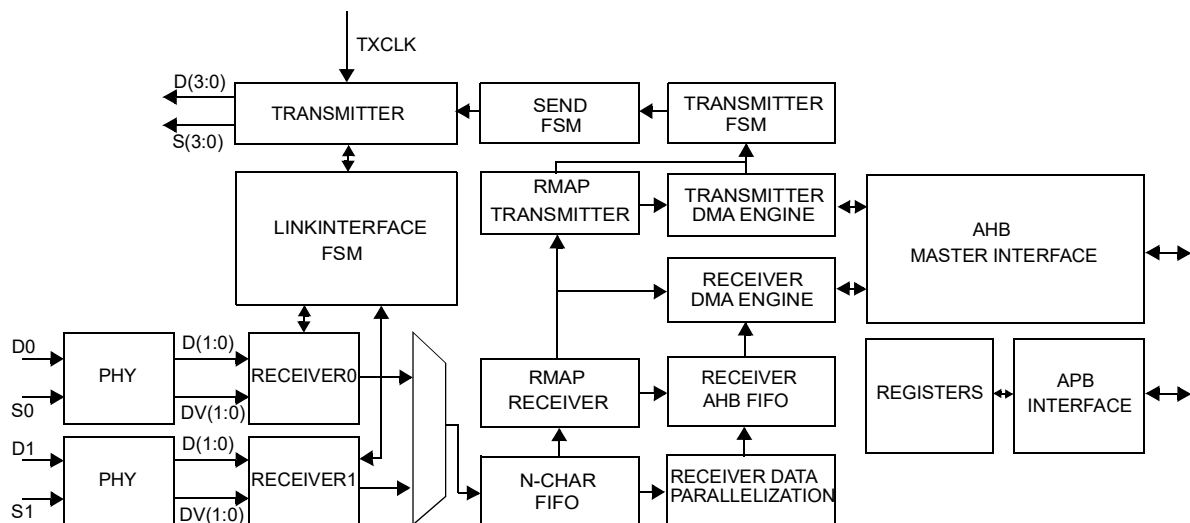 TXCLK
D(3:0)
S(3:0)
TRANSMITTER
SEND
FSM
TRANSMITTER
FSM
LINKINTERFACE
FSM
RMAP
TRANSMITTER
TRANSMITTER
DMA ENGINE
AHB
MASTER INTERFACE
RECEIVER
DMA ENGINE
D0
S0
PHY
D(1:0)
DV(1:0)
RECEIVER0
RMAP
RECEIVER
RECEIVER
AHB FIFO
REGISTERS
APB
INTERFACE
D1
S1
PHY
D(1:0)
DV(1:0)
RECEIVER1
N-CHAR
FIFO
RECEIVER DATA
PARALLELIZATION